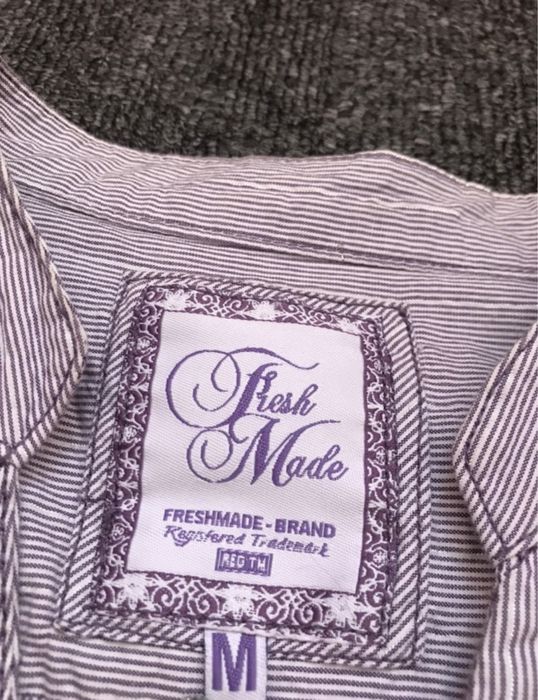 Fresh
Made
FRESHMADE-BRAND
Registered Trademark
REG TM
M